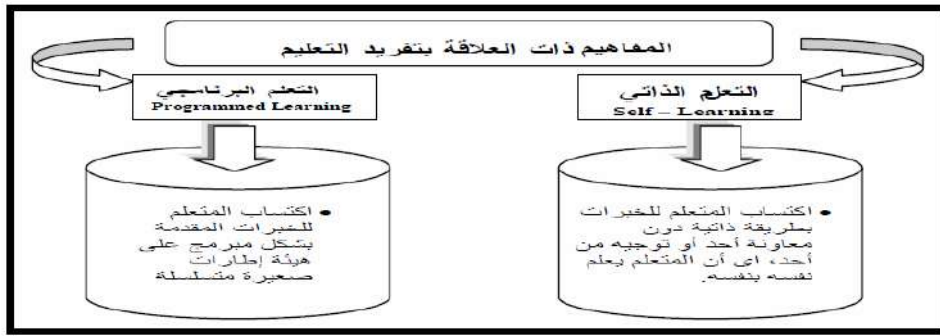 المفاهيم ذات العلاقة بتفريد التعليم
التعلم الذاتي
Self – Learning
• اكتساب المتعلم للخبرات
بطريقة ذاتية دون
معاونة أحد أو توجيه من
أحد، اى أن المتعلم يعلم
نفسه بنفسه.
التعلم البرنامجي
Programmed Learning
• اكتساب المتعلم
للخبرات المقدمة
بشكل مبرمج على
هيئة إطارات
صغيرة متسلسلة